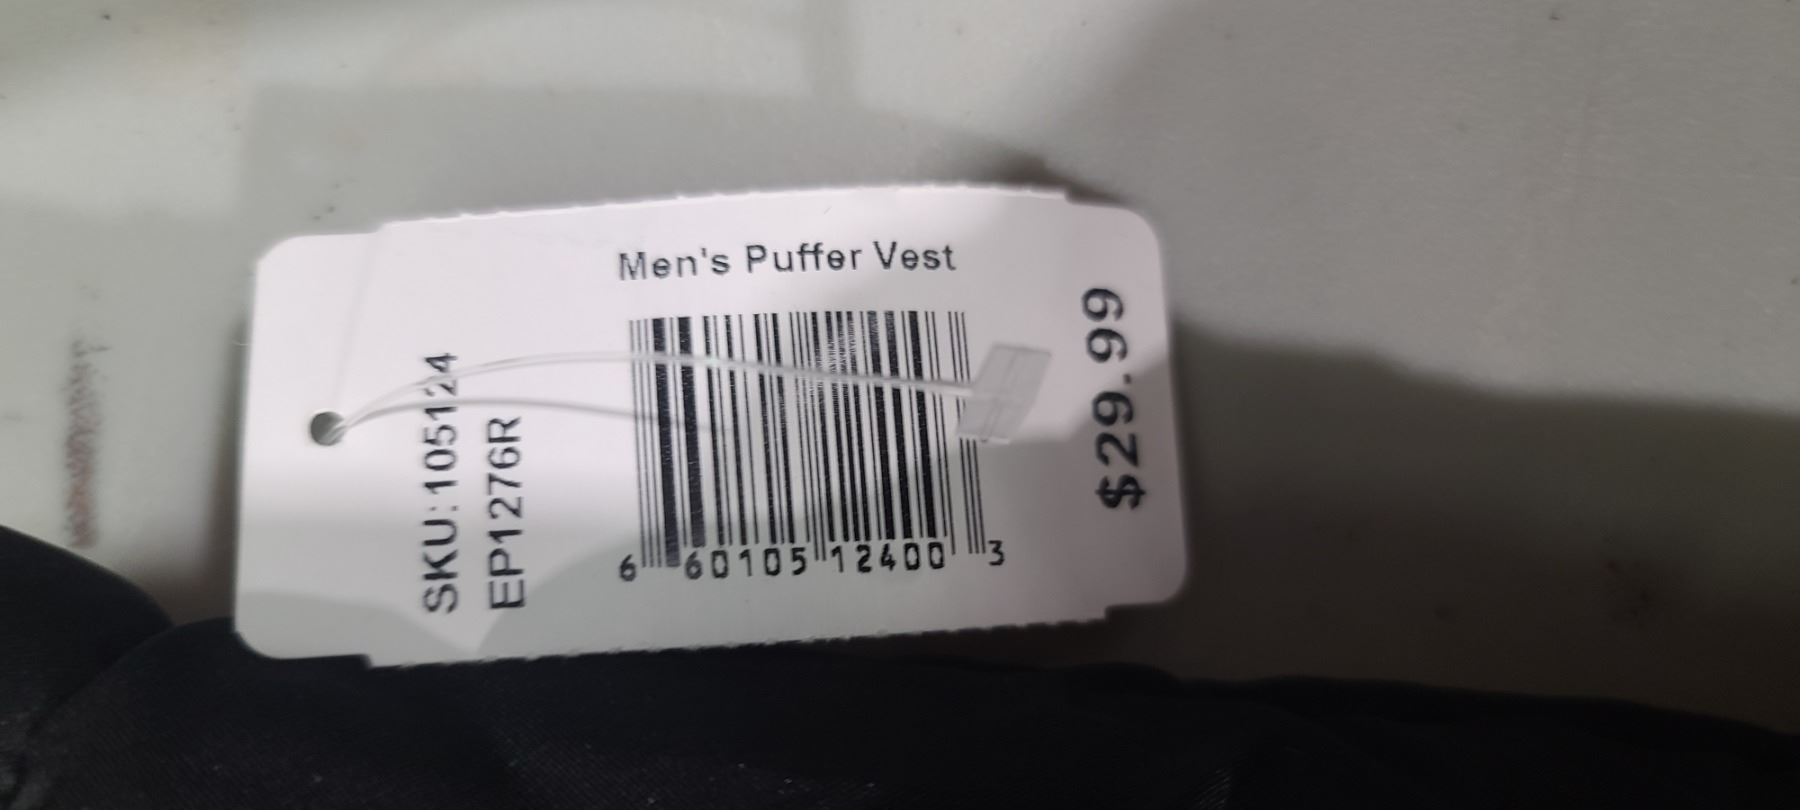 Men's Puffer Vest
SKU:105124
EP1276R
6 60105 12400 3
$29.99